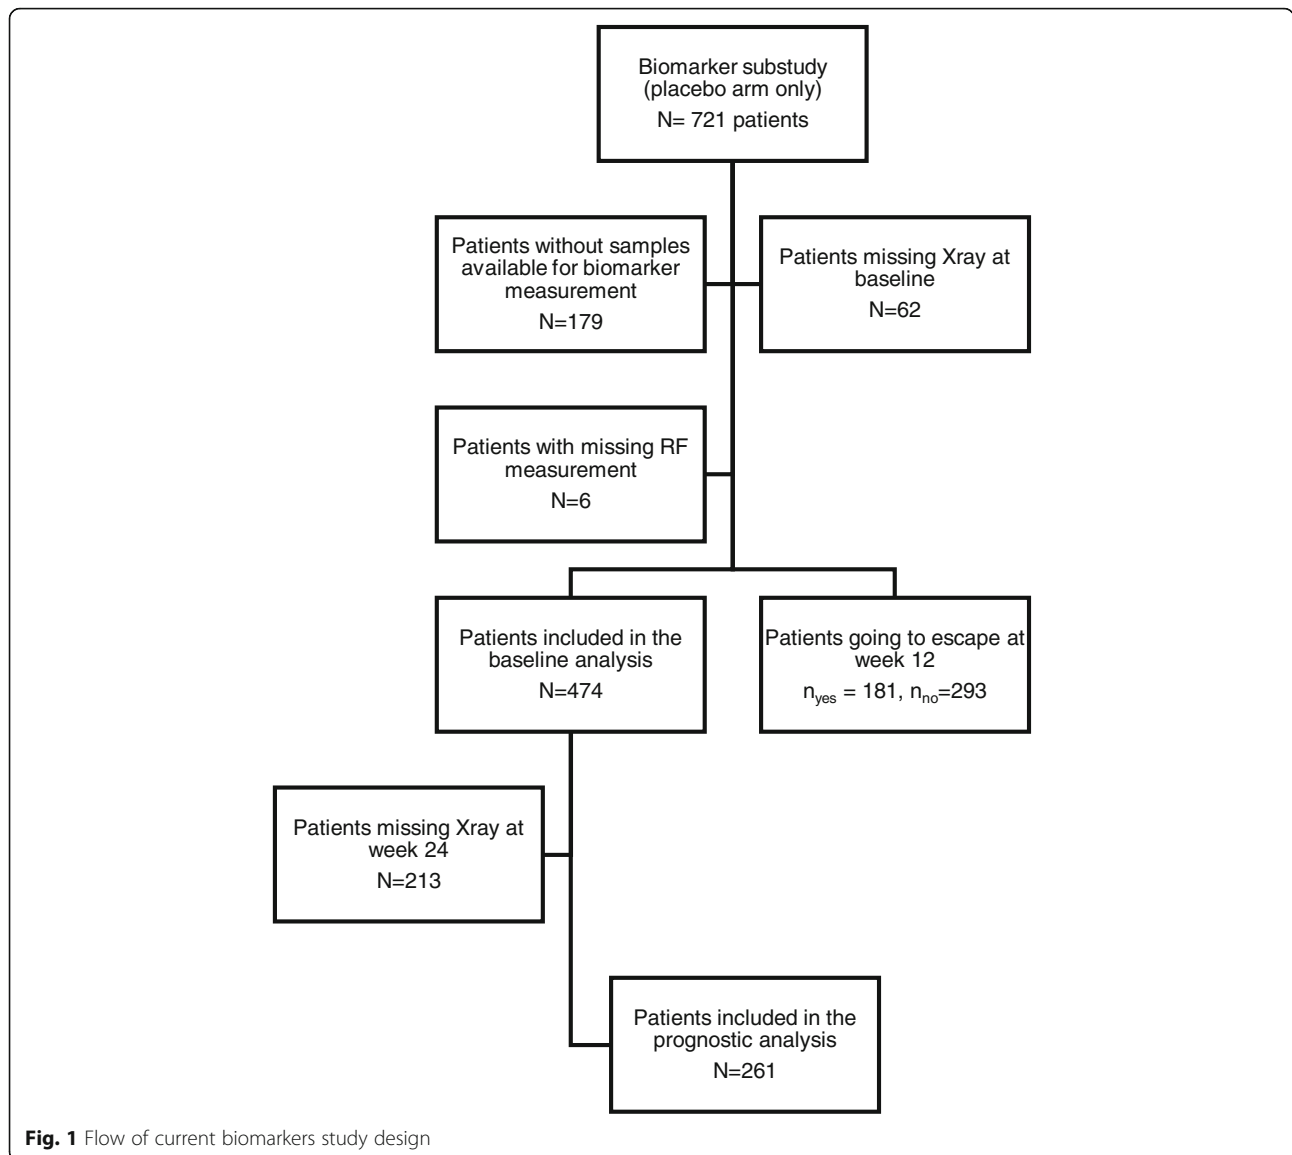 Biomarker substudy
(placebo arm only)
N= 721 patients
Patients without samples
available for biomarker
measurement
N=179
Patients missing Xray at
baseline
N=62
Patients with missing RF
measurement
N=6
Patients included in the
baseline analysis
N=474
Patients going to escape at
week 12
nyes = 181, nno=293
Patients missing Xray at
week 24
N=213
Patients included in the
prognostic analysis
N=261
Fig. 1 Flow of current biomarkers study design